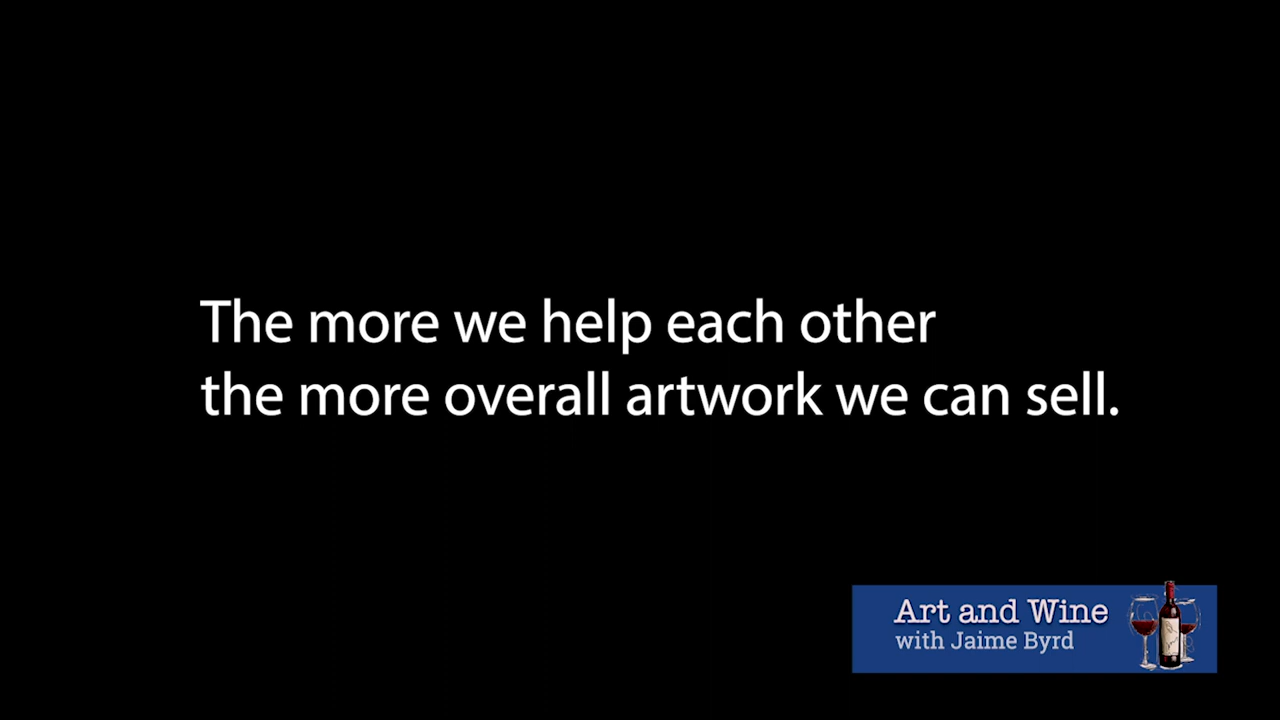 The more we help each other
the more overall artwork we can sell.
Art and Wine
with Jaime Byrd